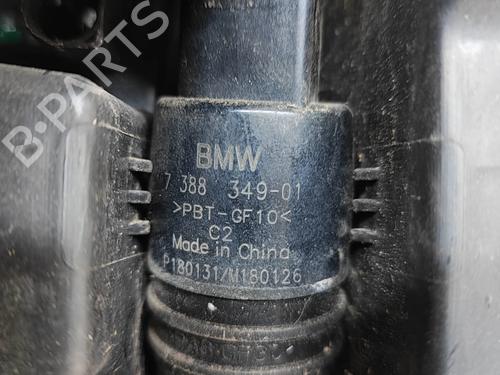 B-PARTS
BMW
7 388 349-01
>PBT-GF10<
C2
Made in China
P180131/M180126